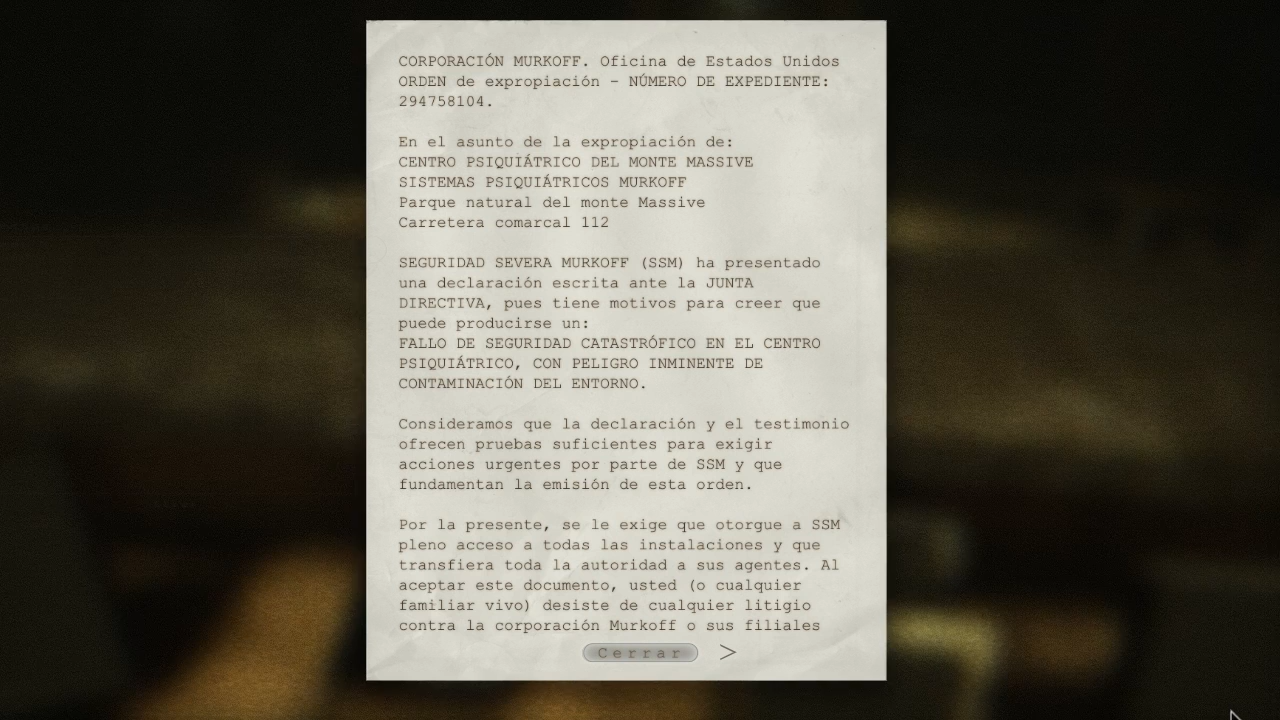 CORPORACIÓN MURKOFF. Oficina de Estados Unidos
ORDEN de expropiación - NÚMERO DE EXPEDIENTE:
294758104.
En el asunto de la expropiación de:
CENTRO PSIQUIÁTRICO DEL MONTE MASSIVE
SISTEMAS PSIQUIÁTRICOS MURKOFF
Parque natural del monte Massive
Carretera comarcal 112
SEGURIDAD SEVERA MURKOFF (SSM) ha presentado
una declaración escrita ante la JUNTA
DIRECTIVA, pues tiene motivos para creer que
puede producirse un:
FALLO DE SEGURIDAD CATASTRÓFICO EN EL CENTRO
PSIQUIÁTRICO, CON PELIGRO INMINENTE DE
CONTAMINACIÓN DEL ENTORNO.
Consideramos que la declaración y el testimonio
ofrecen pruebas suficientes para exigir
acciones urgentes por parte de SSM y que
fundamentan la emisión de esta orden.
Por la presente, se le exige que otorgue a SSM
pleno acceso a todas las instalaciones y que
transfiera toda la autoridad a sus agentes. Al
aceptar este documento, usted (o cualquier
familiar vivo) desiste de cualquier litigio
contra la corporación Murkoff o sus filiales
Cerrar >